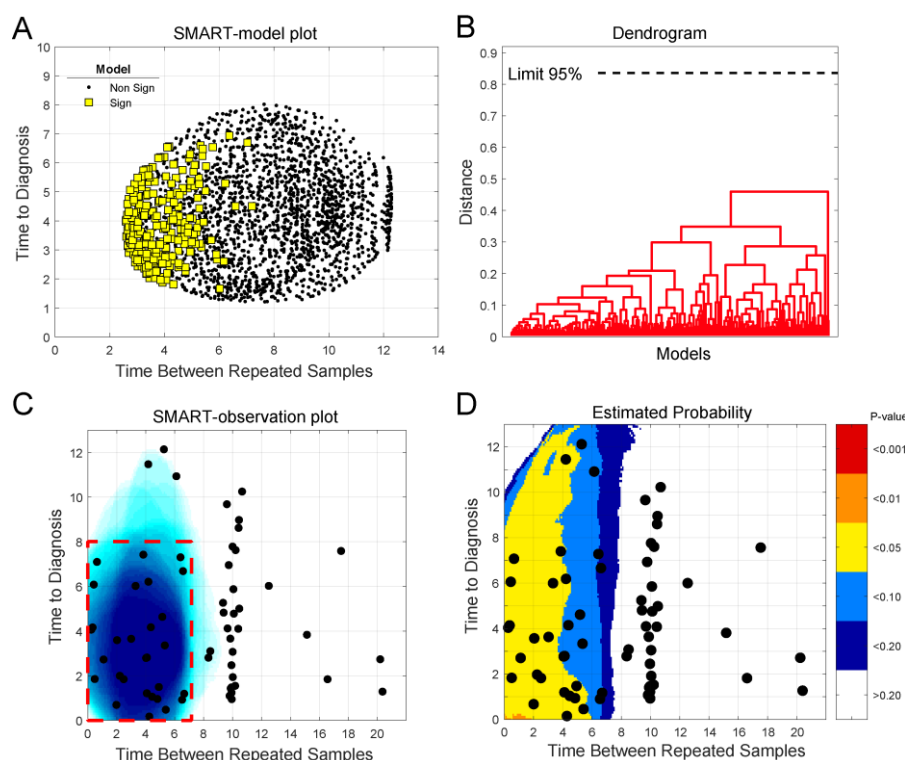 A
SMART-model plot
10
9
8
7
6
5
4
3
2
1
0
Time to Diagnosis
Model
Non Sign
Sign
0 2 4 6 8 10 12 14
Time Between Repeated Samples
B
Dendrogram
0.9
0.8
0.7
0.6
0.5
0.4
0.3
0.2
0.1
0
Distance
Limit 95%
Models
C
SMART-observation plot
12
10
8
6
4
2
0
Time to Diagnosis
0 2 4 6 8 10 12 14 16 18 20
Time Between Repeated Samples
D
Estimated Probability
12
10
8
6
4
2
0
Time to Diagnosis
0 2 4 6 8 10 12 14 16 18 20
Time Between Repeated Samples
P-value
<0.001
<0.01
<0.05
<0.10
<0.20
>0.20